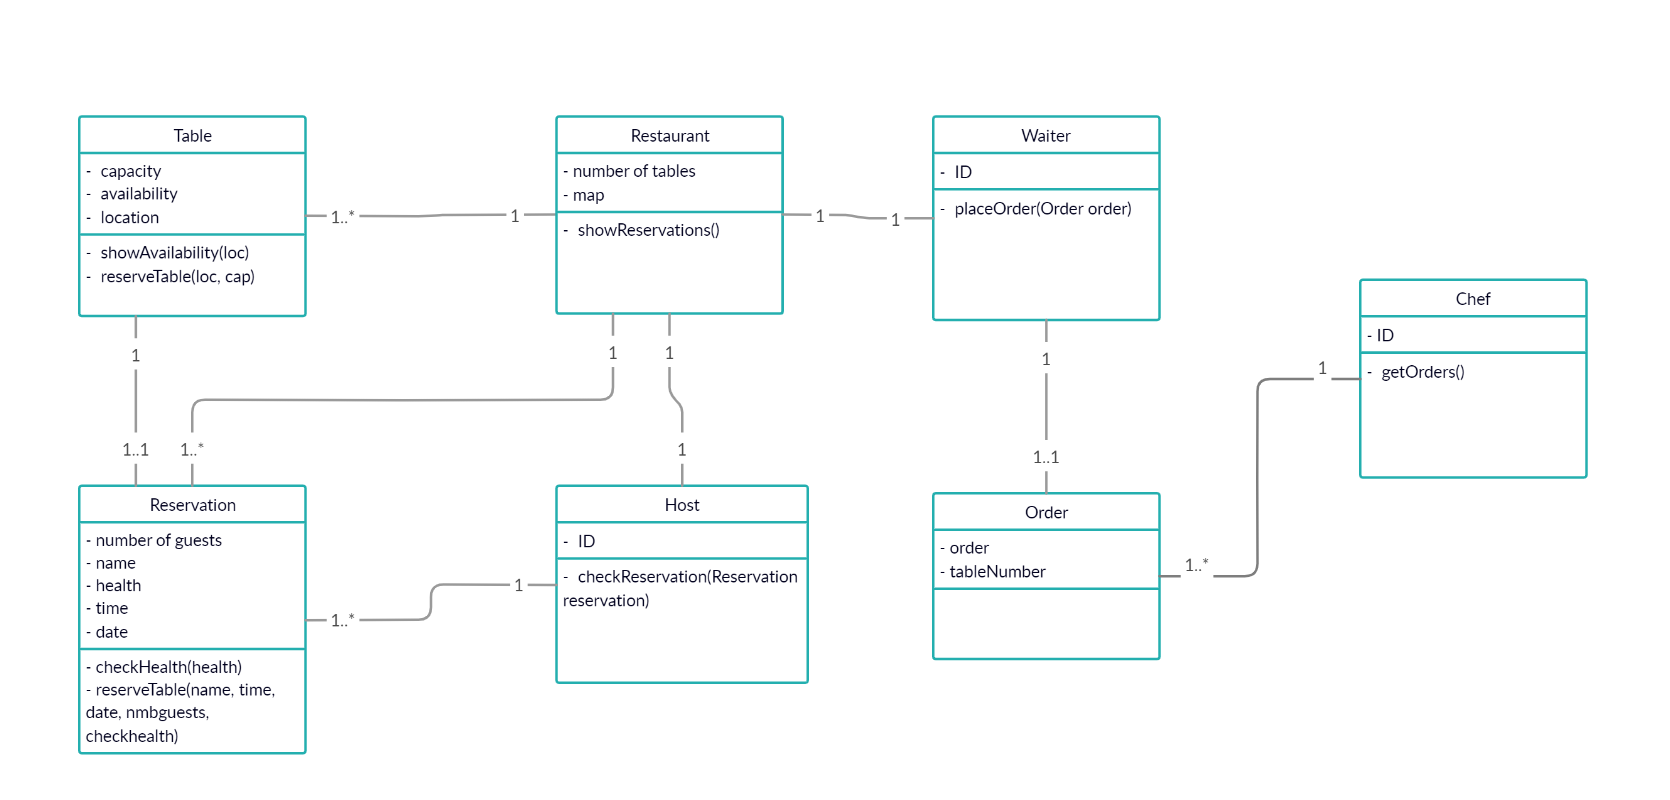 Table
- capacity
- availability
- location
- showAvailability(loc)
- reserveTable(loc, cap)
1..*
1
Restaurant
- number of tables
- map
- showReservations()
1
1
Waiter
- ID
- placeOrder(Order order)
Chef
- ID
- getOrders()
1
1
1
1
1
1..1
1..*
1
1..1
Reservation
- number of guests
- name
- health
- time
- date
- checkHealth(health)
- reserveTable(name, time,
date, nmbguests,
checkhealth)
1..*
1
Host
- ID
- checkReservation(Reservation
reservation)
Order
- order
- tableNumber
1..*